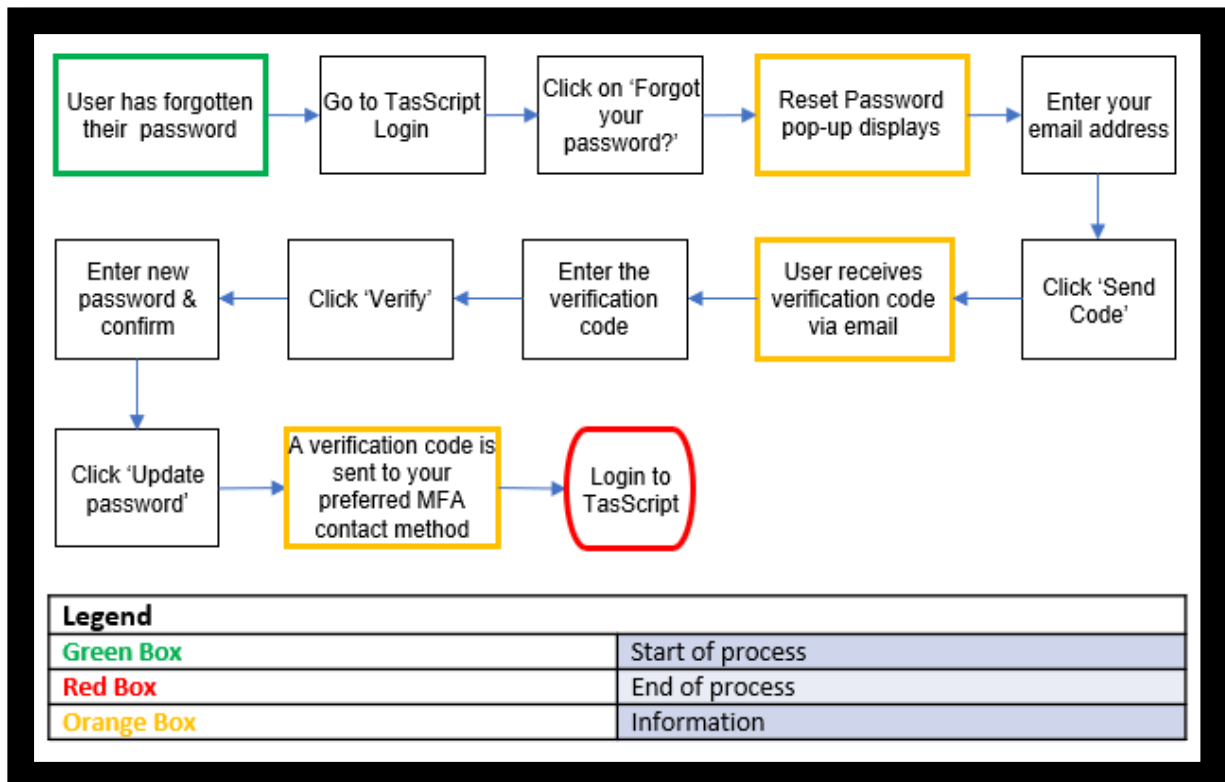 User has forgotten
their password
Go to TasScript
Login
Click on ‘Forgot
your
password?’
Reset Password
pop-up displays
Enter your
email address
Click ‘Send
Code’
User receives
verification code
via email
Enter the
verification
code
Click ‘Verify’
Enter new
password &
confirm
Click ‘Update
password’
A verification code is
sent to your
preferred MFA
contact method
Login to
TasScript
Legend
Green Box Start of process
Red Box End of process
Orange Box Information